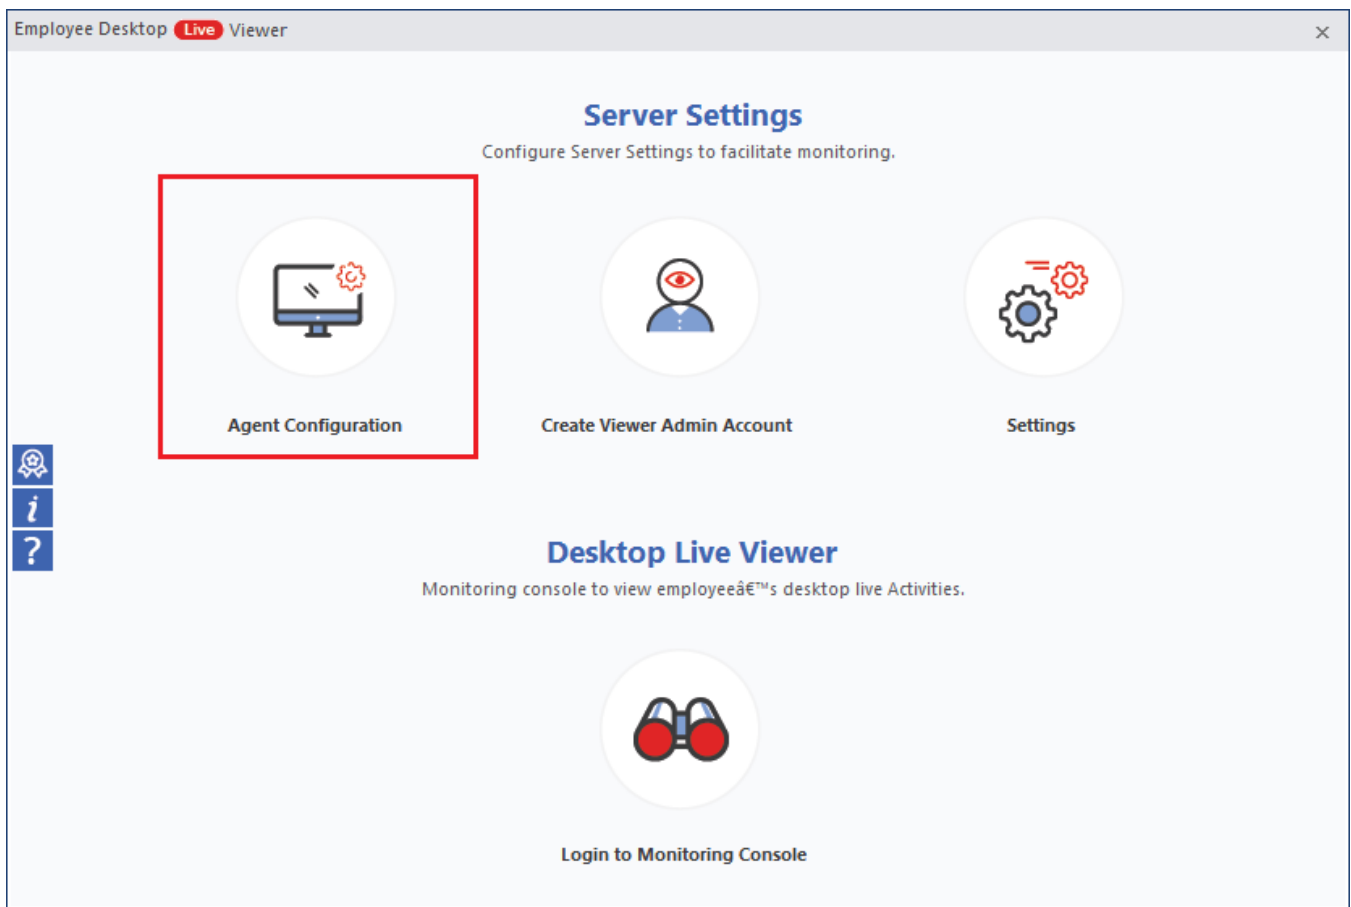 Employee Desktop Live Viewer
Server Settings
Configure Server Settings to facilitate monitoring.
Agent Configuration
Create Viewer Admin Account
Settings
i
?
Desktop Live Viewer
Monitoring console to view employeeâ€™s desktop live Activities.
Login to Monitoring Console